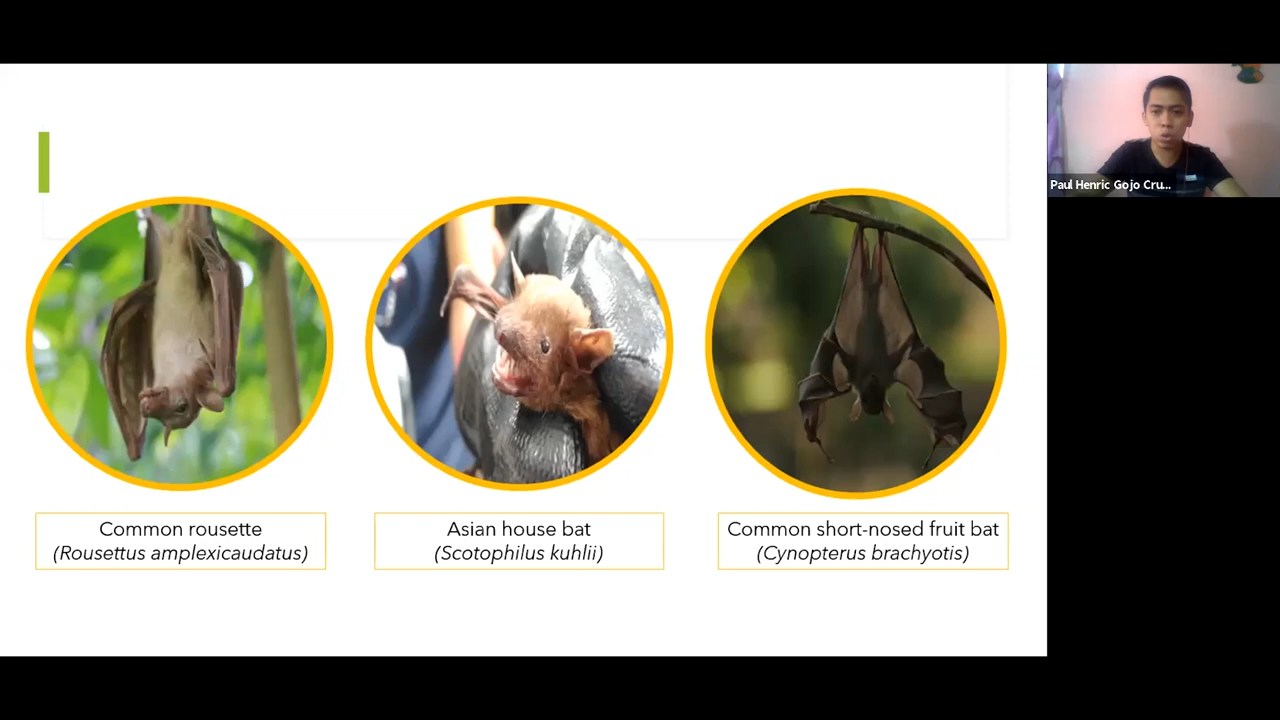 Paul Henric Gojo Cru...
Common rousette
(Rousettus amplexicaudatus)
Asian house bat
(Scotophilus kuhlii)
Common short-nosed fruit bat
(Cynopterus brachyotis)